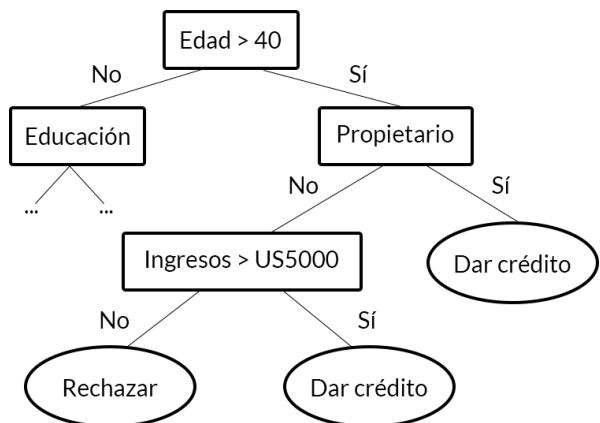 Edad > 40
No
Sí
Educación
Propietario
...
...
No
Sí
Ingresos > US5000
Dar crédito
No
Sí
Rechazar
Dar crédito